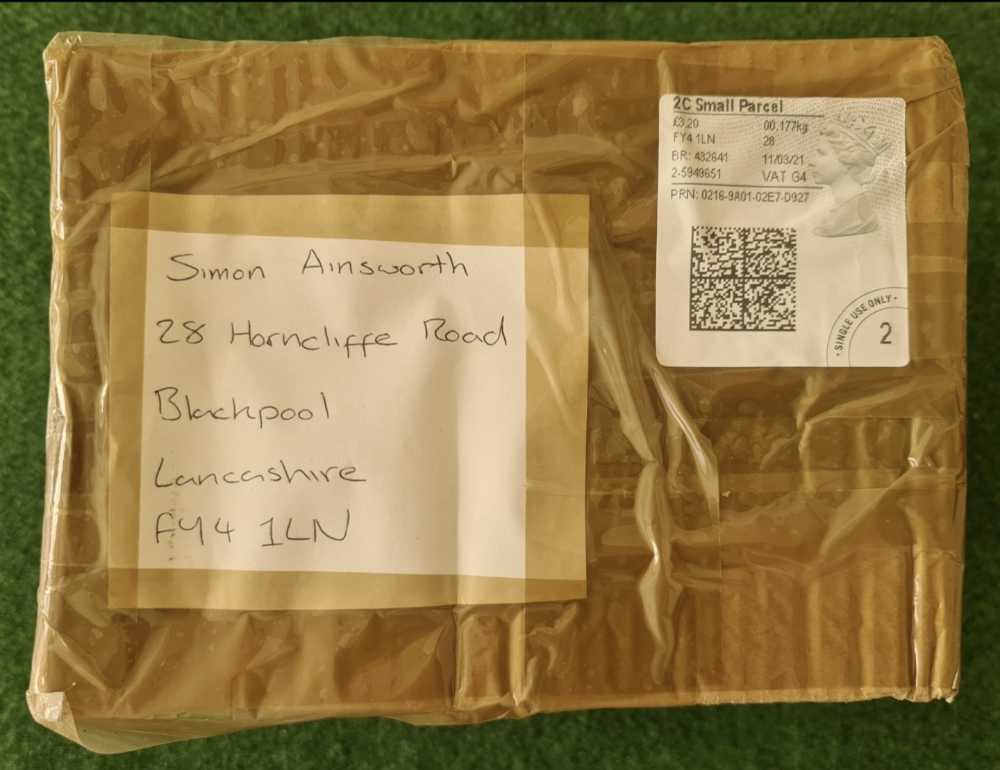 Simon Ainsworth
28 Horncliffe Road
Blackpool
Lancashire
FY4 1LN
2C Small Parcel
£3.20 00.177kg
FY4 1LN 28
BR: 432641 11/03/21
2-5949651 VAT G4
PRN: 0216-9A01-02E7-D927
• SINGLE USE ONLY •
2